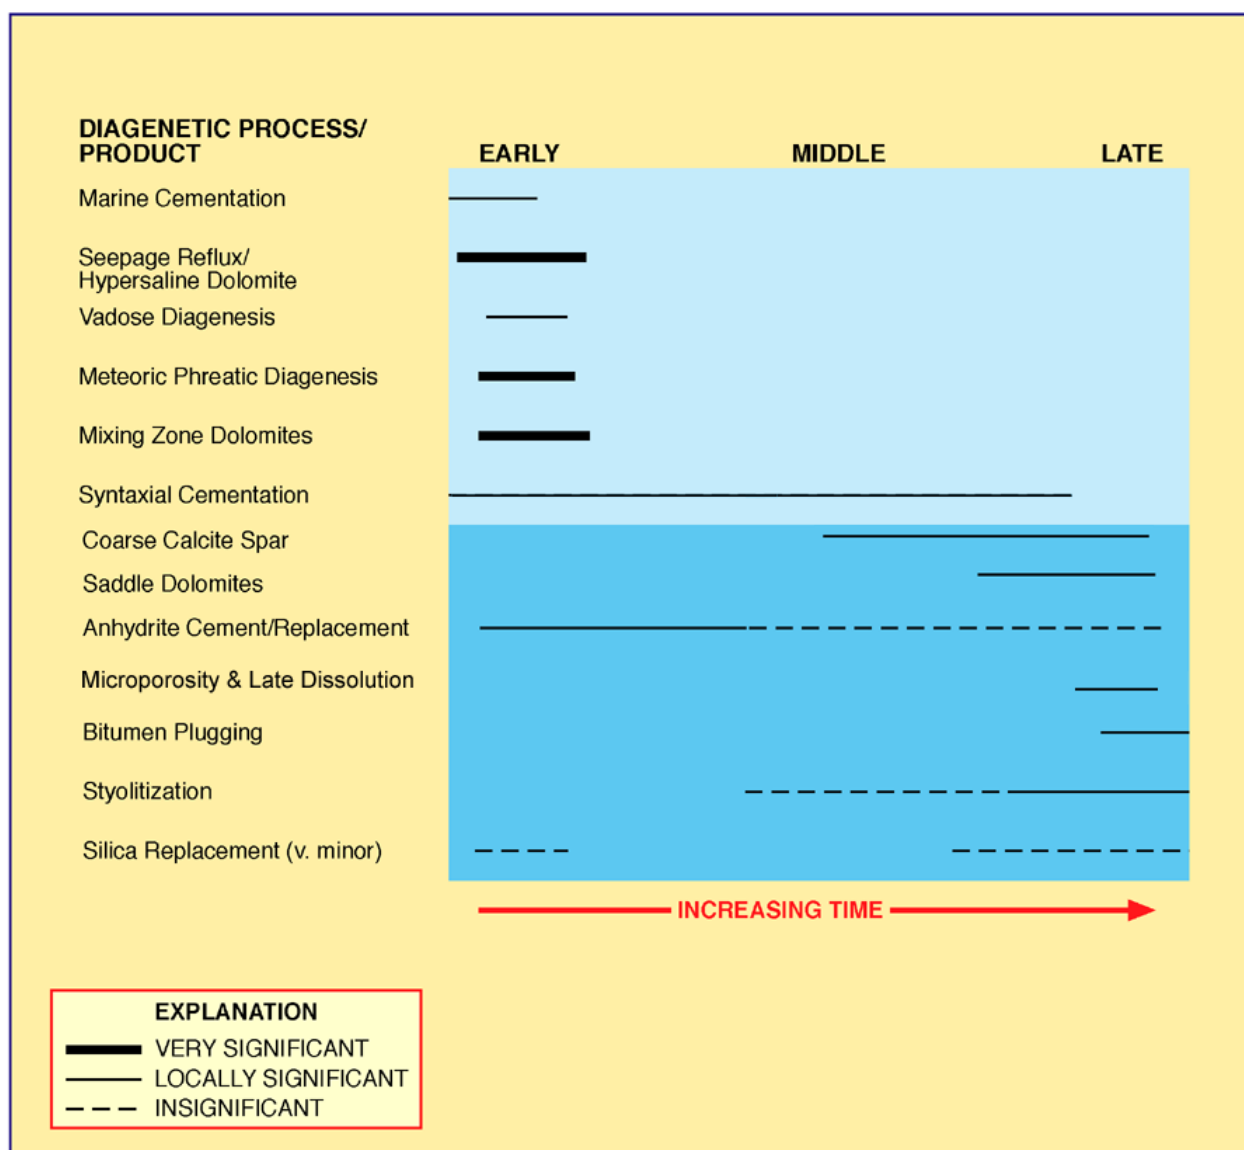 DIAGENETIC PROCESS/
PRODUCT
EARLY MIDDLE LATE
Marine Cementation
Seepage Reflux/
Hypersaline Dolomite
Vadose Diagenesis
Meteoric Phreatic Diagenesis
Mixing Zone Dolomites
Syntaxial Cementation
Coarse Calcite Spar
Saddle Dolomites
Anhydrite Cement/Replacement
Microporosity & Late Dissolution
Bitumen Plugging
Styolitization
Silica Replacement (v. minor)
INCREASING TIME
EXPLANATION
VERY SIGNIFICANT
LOCALLY SIGNIFICANT
INSIGNIFICANT